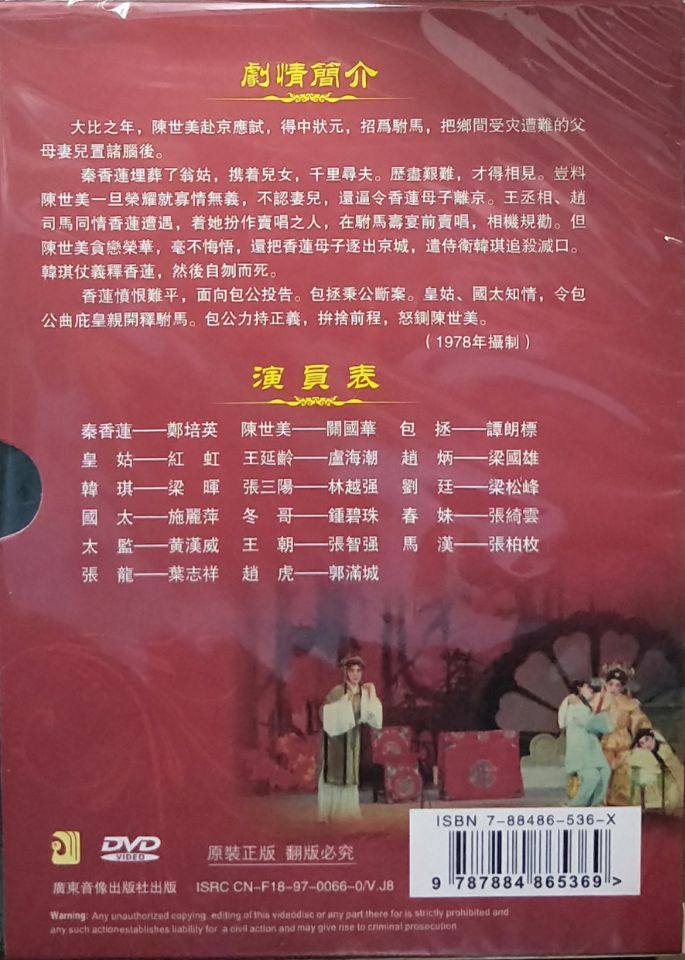 劇情簡介
大比之年，陳世美赴京應試，得中狀元，招爲駙馬，把鄉間受灾遭難的父
母妻兒置諸腦後。
秦香蓮埋葬了翁姑，携着兒女，千里尋夫。歷盡艱難，才得相見。豈料
陳世美一旦榮耀就寡情無義，不認妻兒，還逼令香蓮母子離京。王丞相、趙
司馬同情香蓮遭遇，着她扮作賣唱之人，在駙馬壽宴前賣唱，相機規勸。但
陳世美貪戀榮華，毫不悔悟，還把香蓮母子逐出京城，遣侍衛韓琪追殺滅口。
韓琪仗義釋香蓮，然後自刎而死。
香蓮憤恨難平，面向包公投告。包拯秉公斷案。皇姑、國太知情，令包
公曲庇皇親開釋駙馬。包公力持正義，拚捨前程，怒鍘陳世美。
（1978年攝制）
演員表
秦香蓮——鄭培英 陳世美——關國華 包 拯——譚朗標
皇 姑——紅 虹 王延齡——盧海潮 趙 炳——梁國雄
韓 琪——梁 暉 張三陽——林越强 劉 廷——梁松峰
國 太——施麗萍 冬 哥——鍾碧珠 春 妹——張綺雲
太 監——黄漢威 王 朝——張智强 馬 漢——張柏枚
張 龍——葉志祥 趙 虎——郭滿城
ISBN 7-88486-536-X
DVD
VIDEO
原裝正版 翻版必究
9 787884 865369 >
廣東音像出版社出版 ISRC CN-F18-97-0066-0/V.J8
Warning: Any unauthorized copying. editing of this videodisc or any part there for is strictly prohibited and
any such actionestablishes liability for a civil action and may give rise to criminal prosecution.